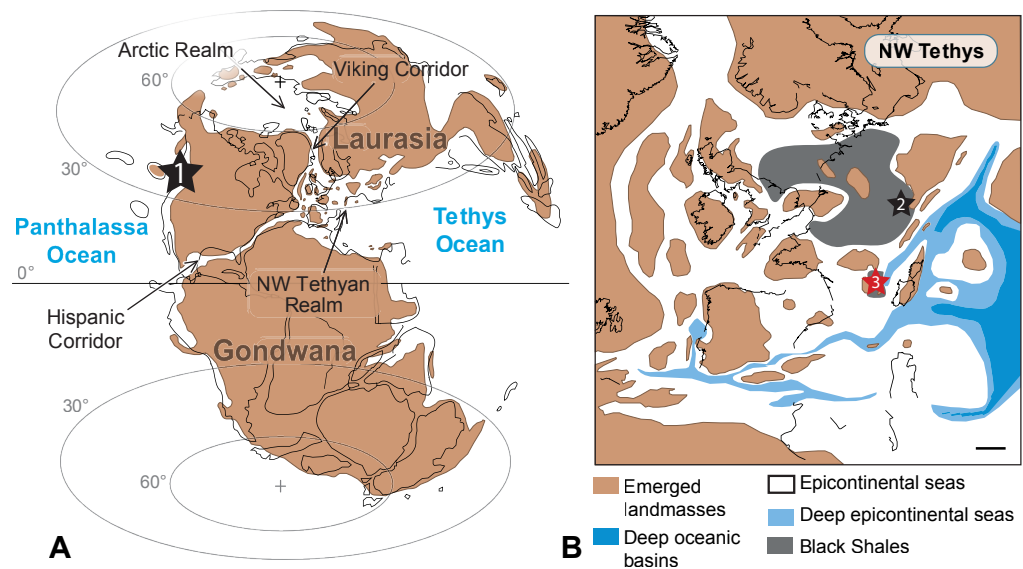 A
Arctic Realm
60°
Viking Corridor
Laurasia
1
30°
Panthalassa
Ocean
Tethys
Ocean
0°
NW Tethyan
Realm
Hispanic
Corridor
Gondwana
30°
60°
B
NW Tethys
2
3
Emerged
landmasses
Deep oceanic
basins
Epicontinental seas
Deep epicontinental seas
Black Shales